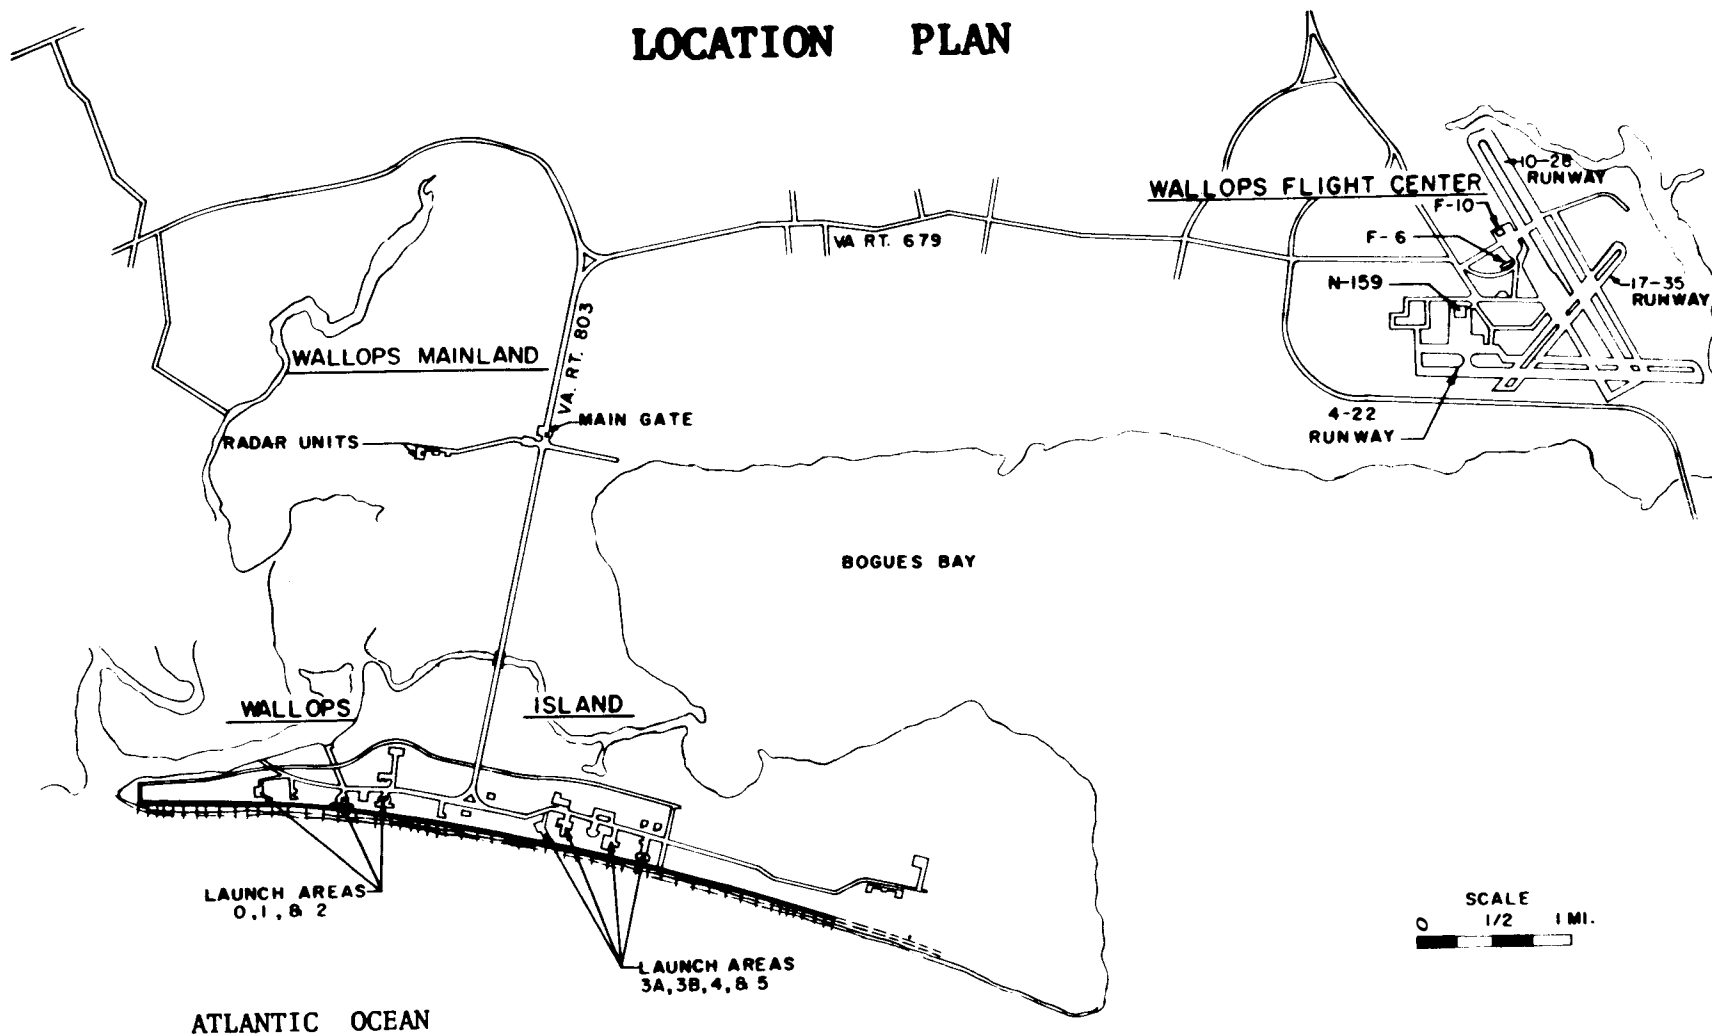 LOCATION PLAN
10-28
RUNWAY
WALLOPS FLIGHT CENTER
F-10
F-6
VA RT. 679
N-159
17-35
RUNWAY
VA. RT. 803
WALLOPS MAINLAND
4-22
RUNWAY
MAIN GATE
RADAR UNITS
BOGUES BAY
WALLOPS ISLAND
LAUNCH AREAS
0, 1, & 2
SCALE
0 1/2 1 MI.
LAUNCH AREAS
3A, 3B, 4, & 5
ATLANTIC OCEAN